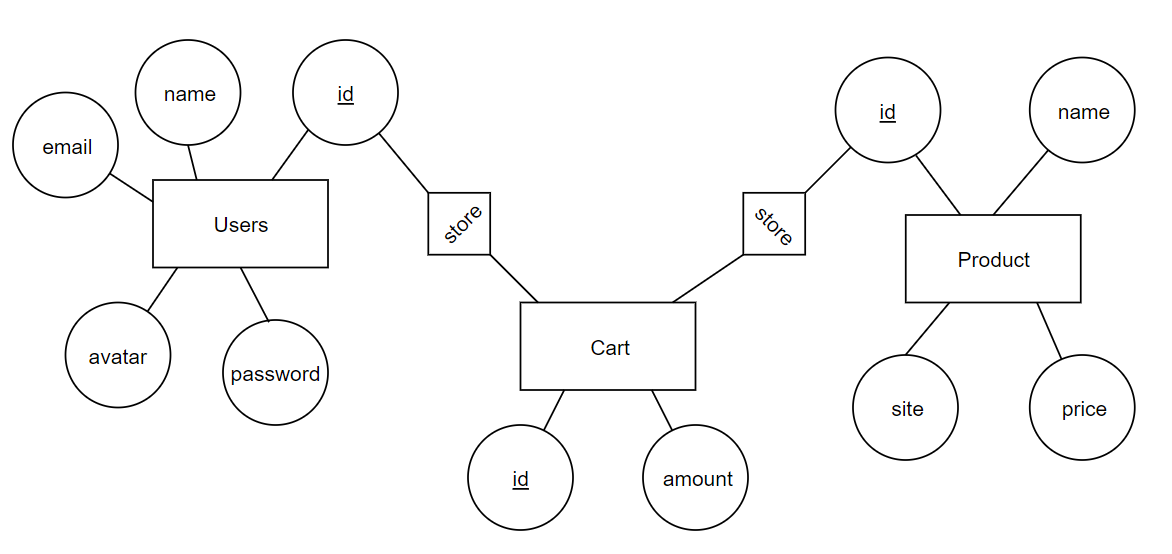 name
id
email
Users
avatar
password
store
store
id
name
Product
site
price
Cart
id
amount